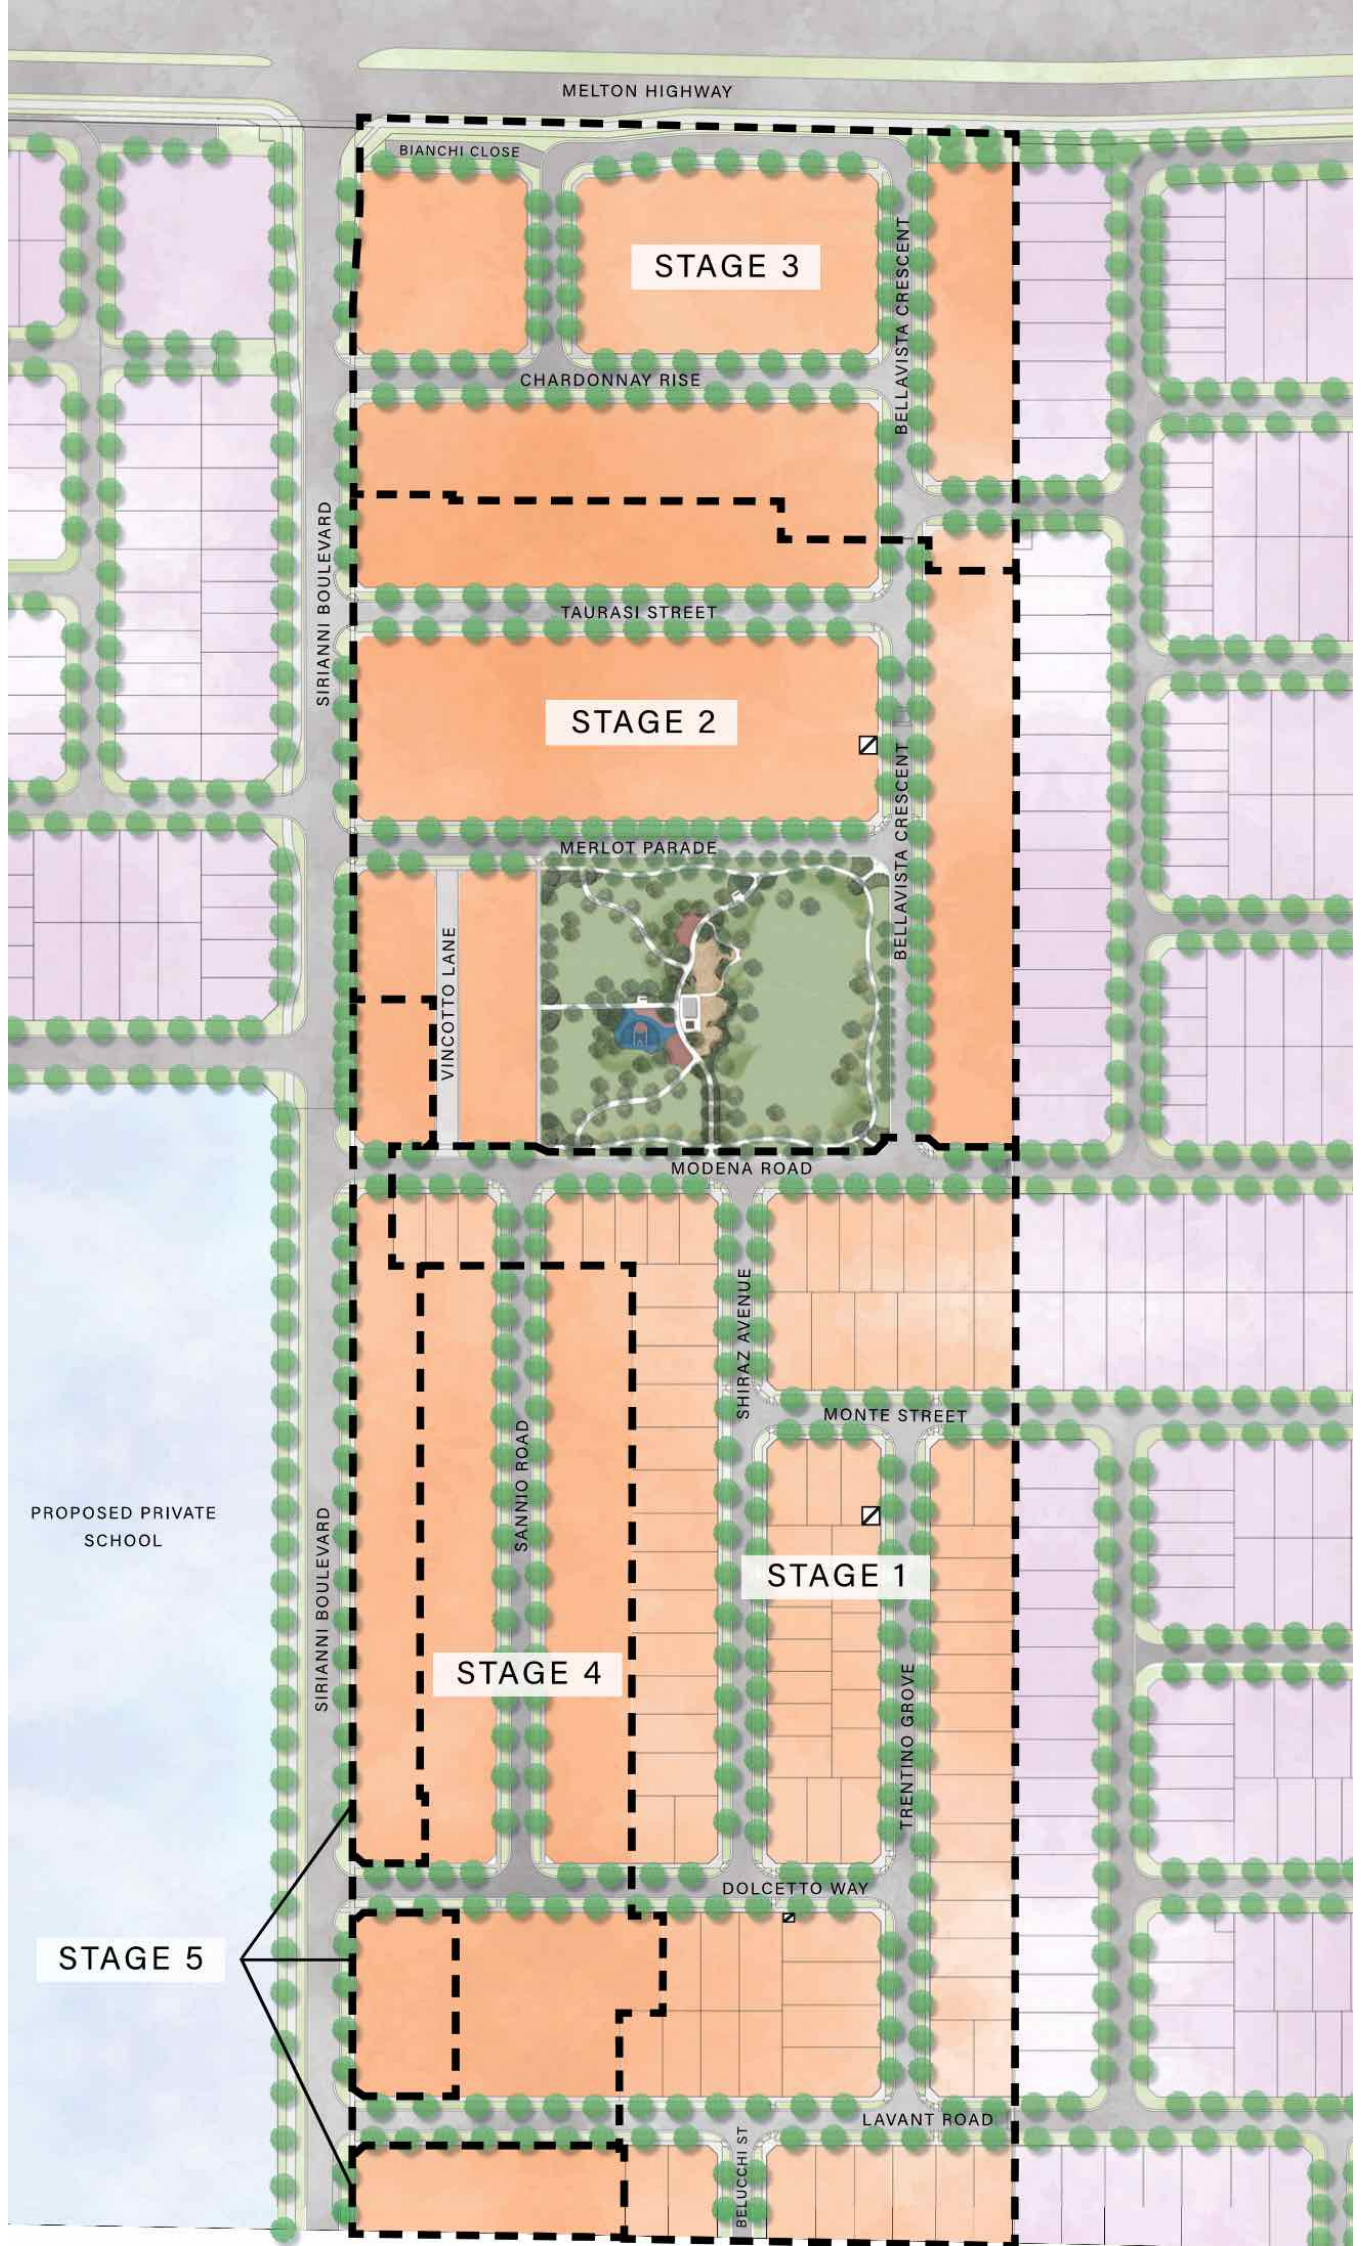 MELTON HIGHWAY
BIANCHI CLOSE
STAGE 3
BELLAVISTA CRESCENT
CHARDONNAY RISE
SIRIANNI BOULEVARD
TAURASI STREET
STAGE 2
BELLAVISTA CRESCENT
MERLOT PARADE
VINCOTTO LANE
MODENA ROAD
SHIRAZ AVENUE
MONTE STREET
SANNIO ROAD
PROPOSED PRIVATE
SCHOOL
SIRIANNI BOULEVARD
STAGE 1
STAGE 4
TRENTINO GROVE
DOLCETTO WAY
STAGE 5
LAVANT ROAD
BELUCCHI ST